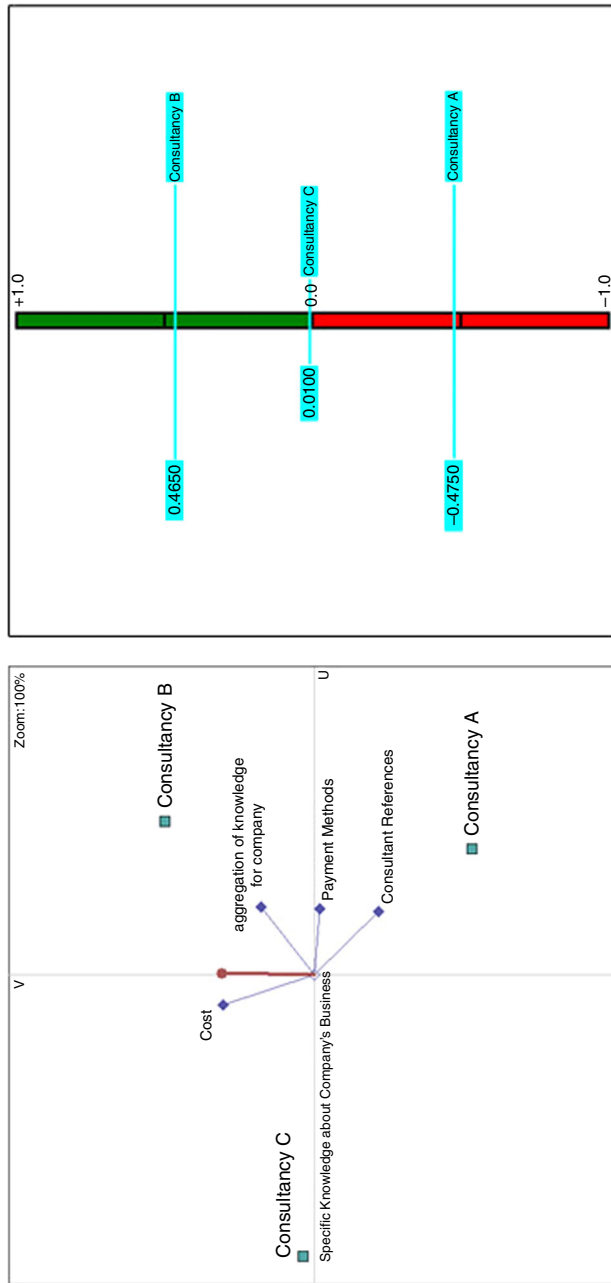 Zoom:100%
V
U
Consultancy B
aggregation of knowledge
for company
Cost
Payment Methods
Consultancy C
Specific Knowledge about Company's Business
Consultant References
Consultancy A
+1.0
0.4650
Consultancy B
0.0100
0.0
Consultancy C
–0.4750
Consultancy A
–1.0